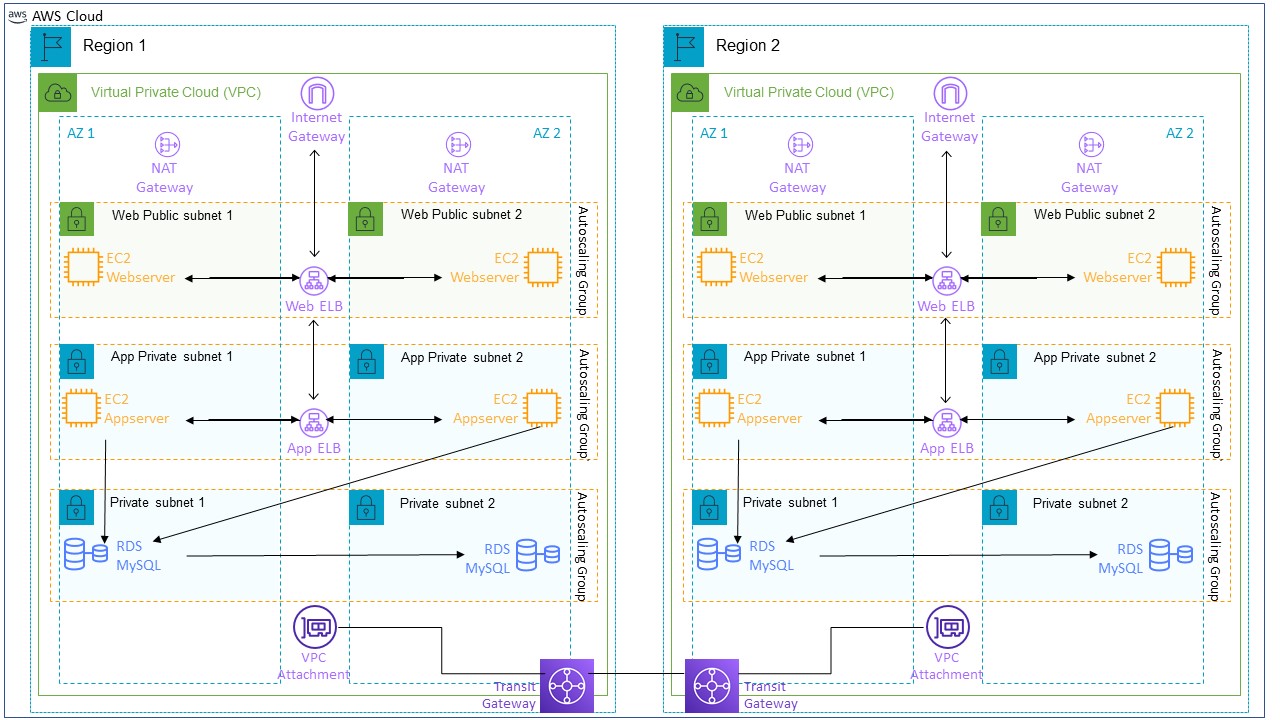 aws
AWS Cloud
Region 1
Virtual Private Cloud (VPC)
Internet
Gateway
AZ 1
AZ 2
NAT
Gateway
NAT
Gateway
Web Public subnet 1
Web Public subnet 2
Autoscaling Group
EC2
Webserver
EC2
Webserver
Web ELB
App Private subnet 1
App Private subnet 2
Autoscaling Group
EC2
Appserver
EC2
Appserver
App ELB
Private subnet 1
Private subnet 2
Autoscaling Group
RDS
MySQL
RDS
MySQL
VPC
Attachment
Transit
Gateway
Region 2
Virtual Private Cloud (VPC)
Internet
Gateway
AZ 1
AZ 2
NAT
Gateway
NAT
Gateway
Web Public subnet 1
Web Public subnet 2
Autoscaling Group
EC2
Webserver
EC2
Webserver
Web ELB
App Private subnet 1
App Private subnet 2
Autoscaling Group
EC2
Appserver
EC2
Appserver
App ELB
Private subnet 1
Private subnet 2
Autoscaling Group
RDS
MySQL
RDS
MySQL
VPC
Attachment
Transit
Gateway